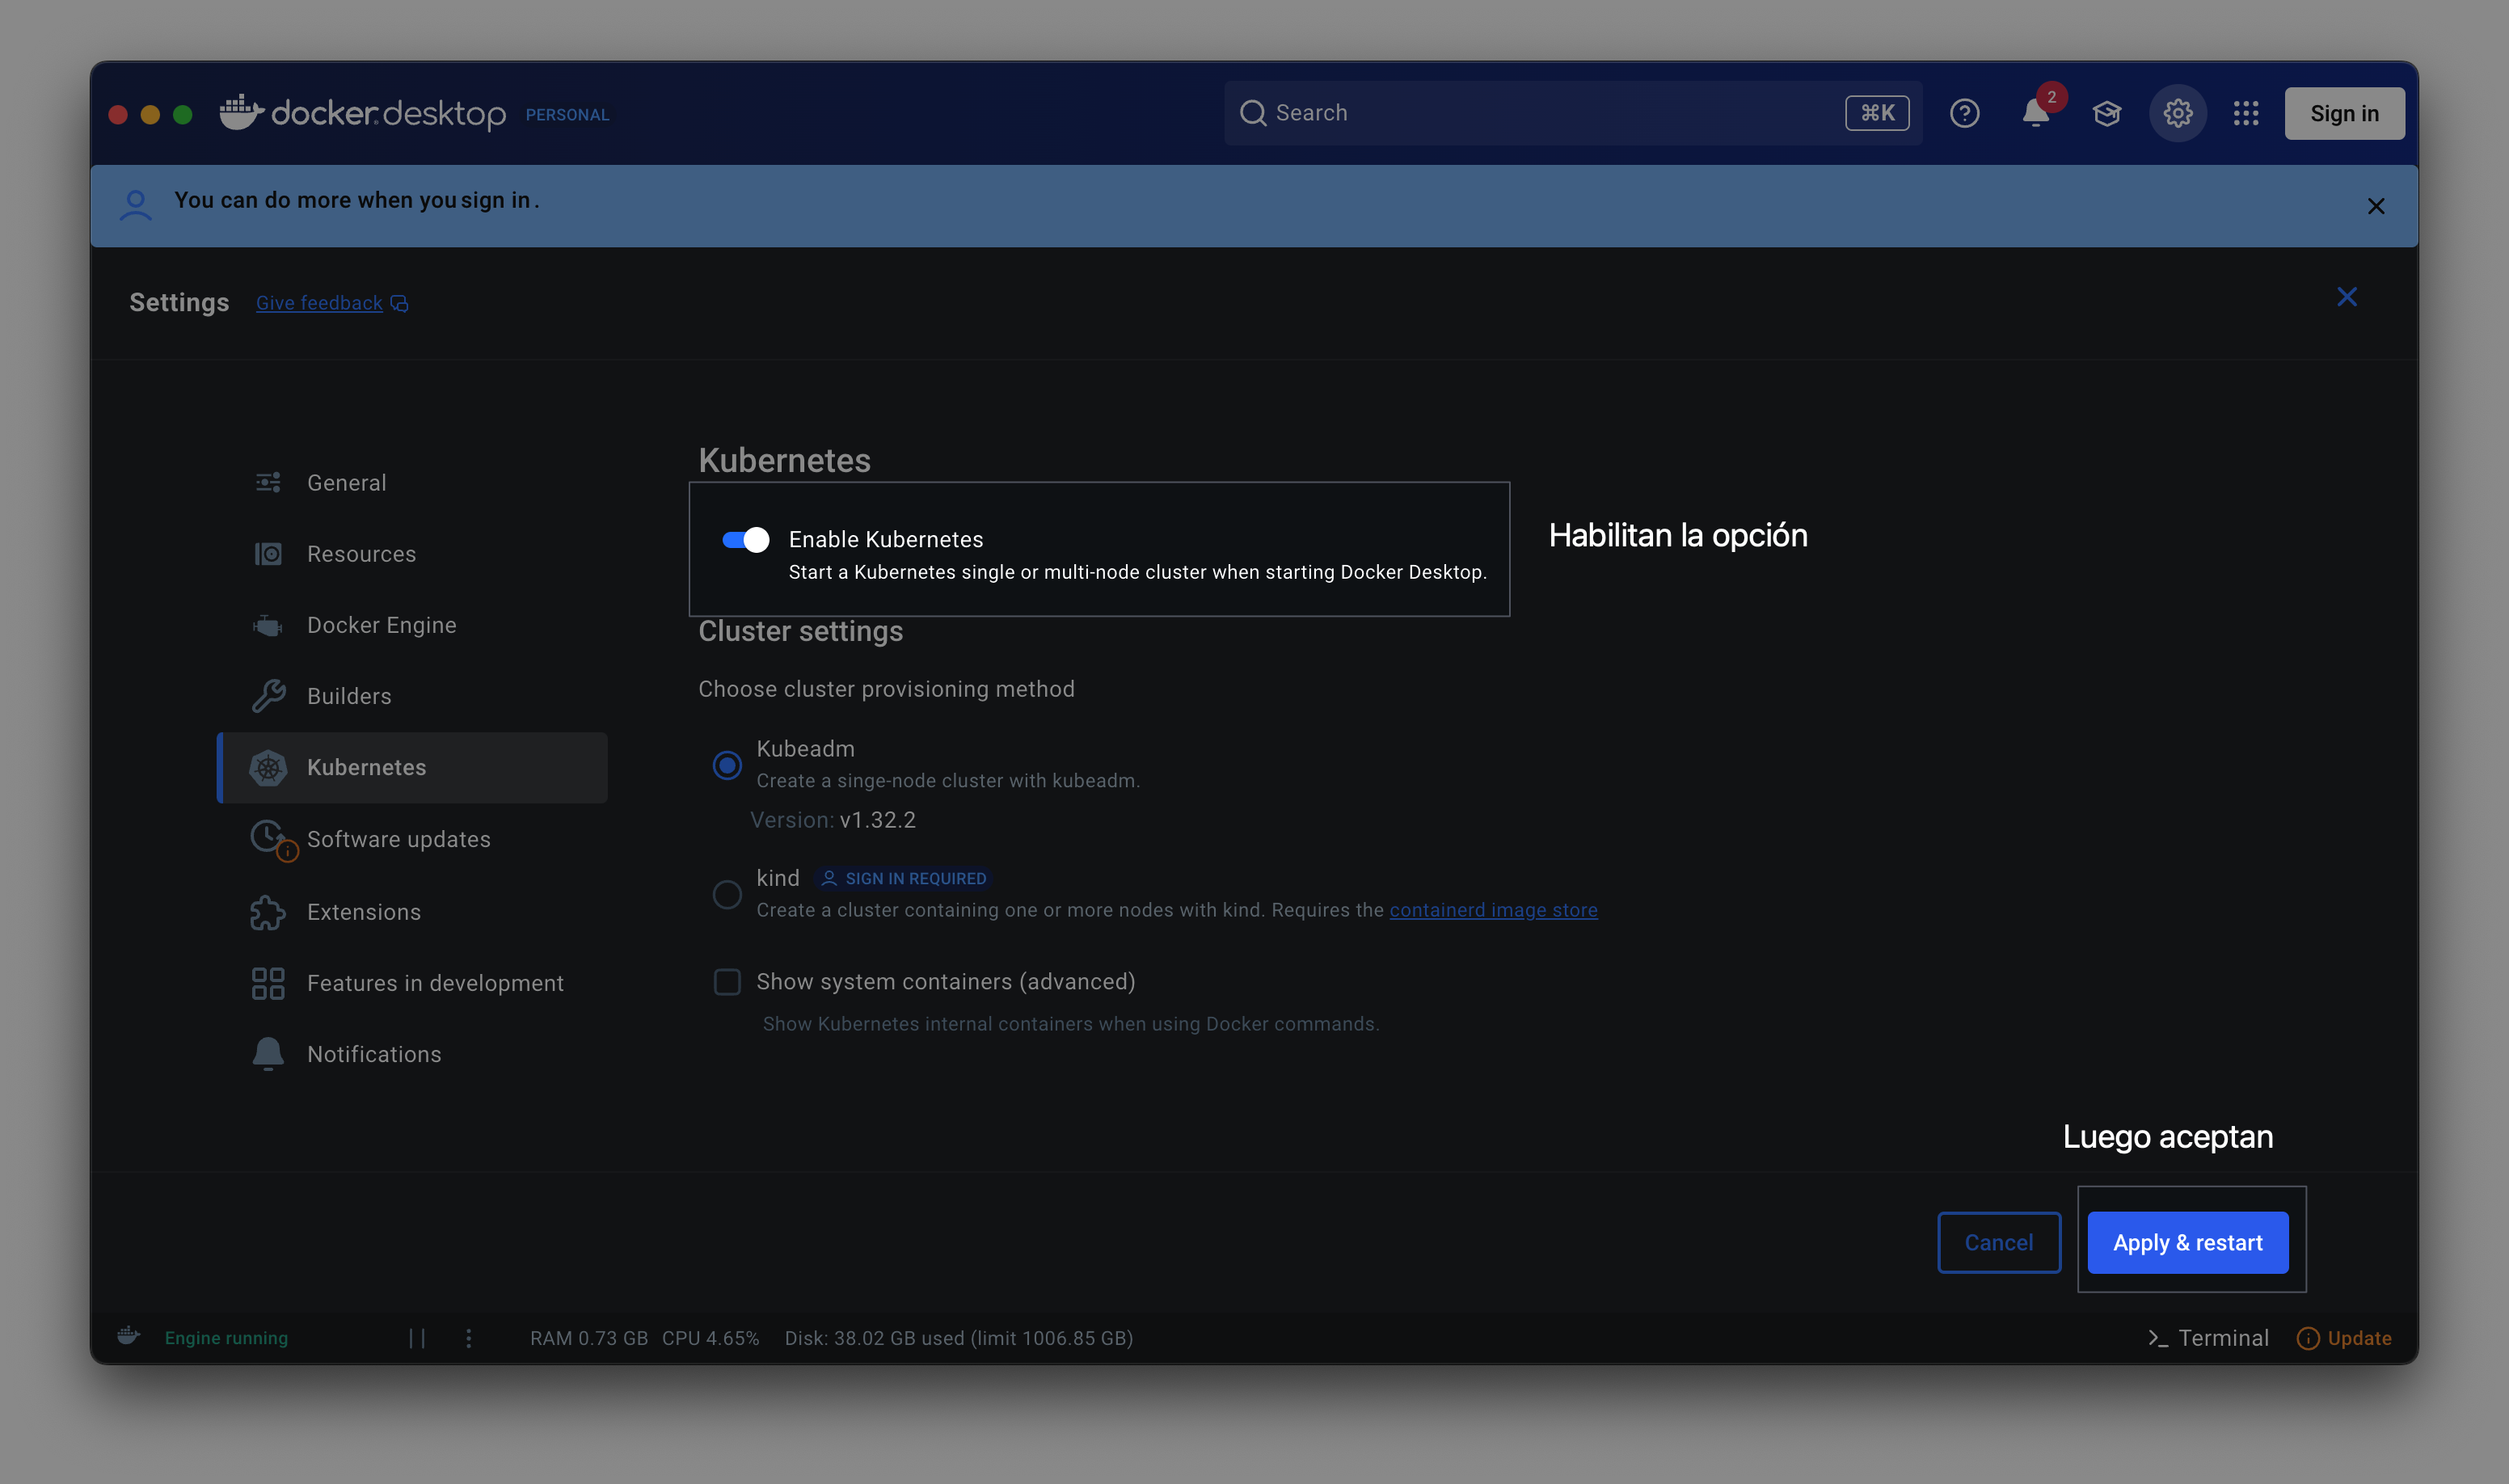 docker desktop PERSONAL
Search
⌘K
2
Sign in
You can do more when you sign in.
Settings
Give feedback
General
Resources
Docker Engine
Builders
Kubernetes
Software updates
Extensions
Features in development
Notifications
Kubernetes
Enable Kubernetes
Start a Kubernetes single or multi-node cluster when starting Docker Desktop.
Habilitan la opción
Cluster settings
Choose cluster provisioning method
Kubeadm
Create a singe-node cluster with kubeadm.
Version: v1.32.2
kind SIGN IN REQUIRED
Create a cluster containing one or more nodes with kind. Requires the containerd image store
Show system containers (advanced)
Show Kubernetes internal containers when using Docker commands.
Luego aceptan
Cancel
Apply & restart
Engine running
RAM 0.73 GB CPU 4.65% Disk: 38.02 GB used (limit 1006.85 GB)
Terminal
Update